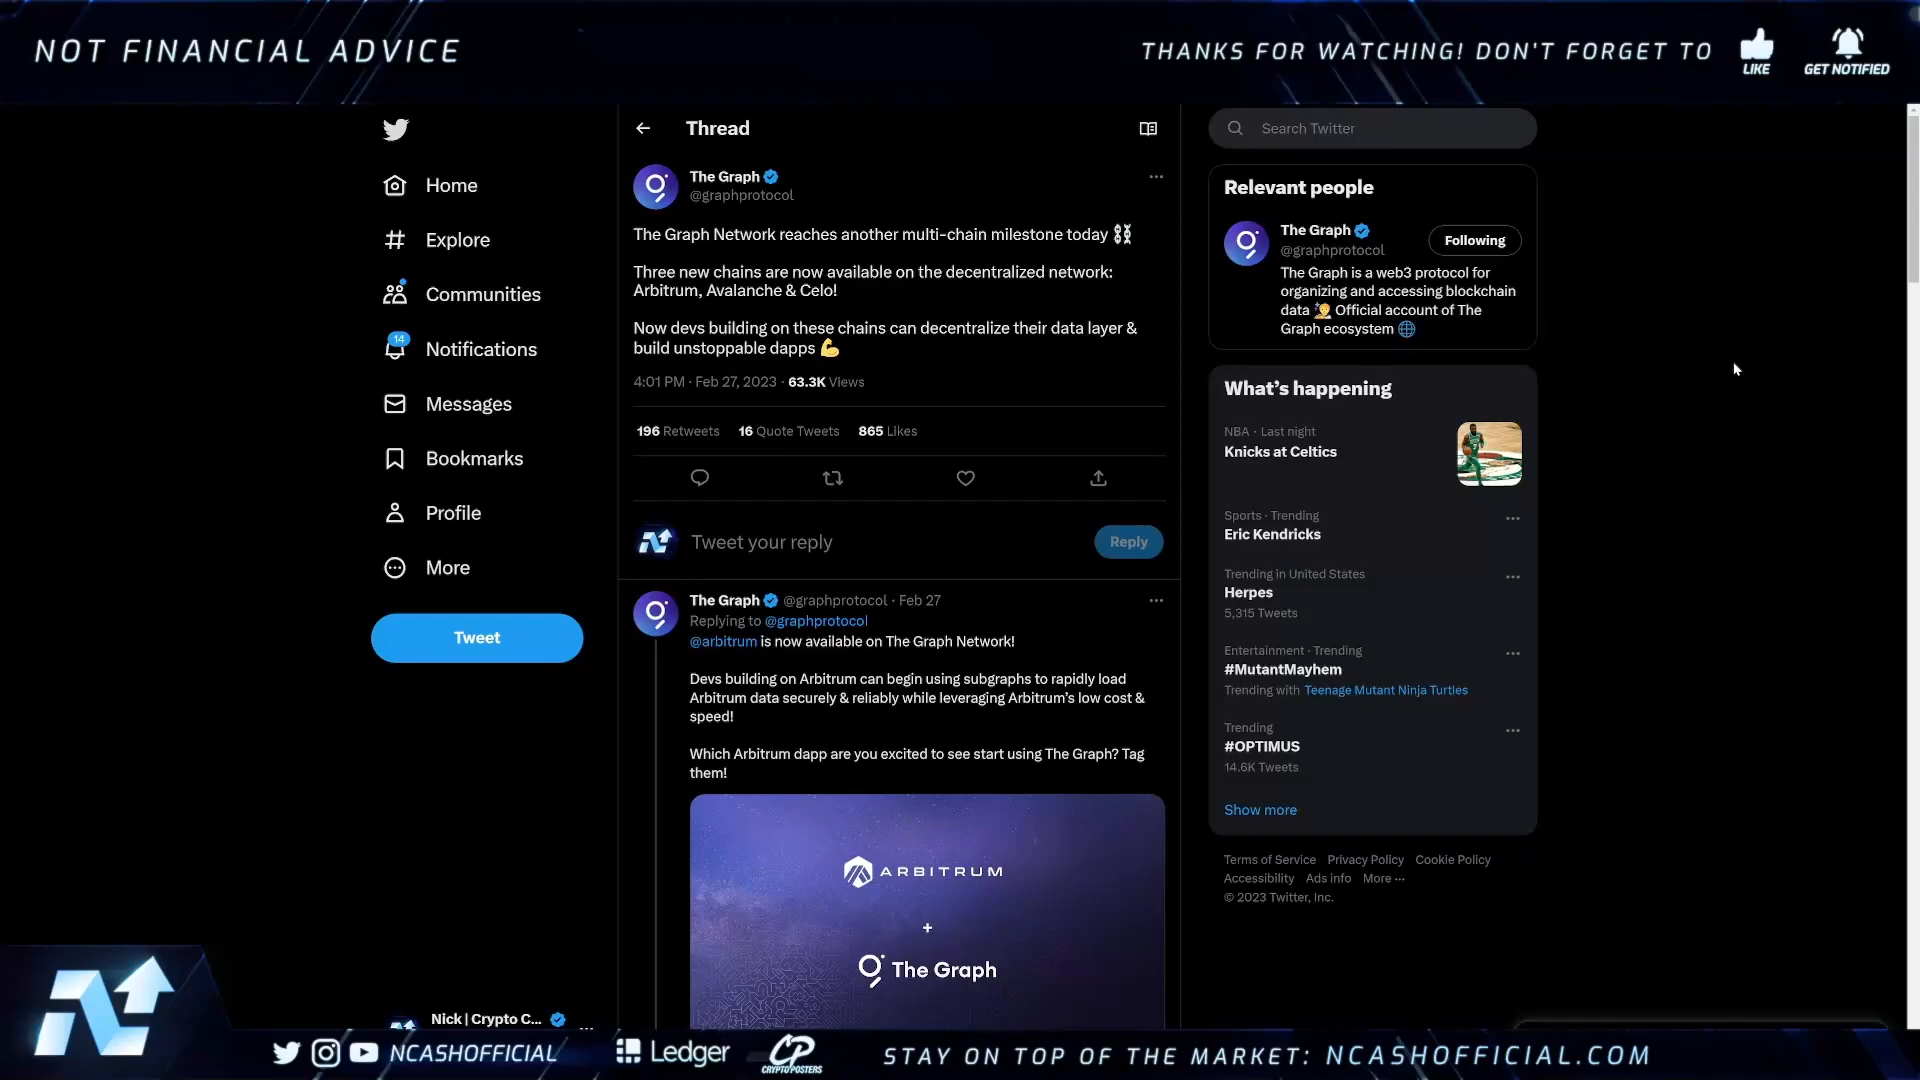 NOT FINANCIAL ADVICE
THANKS FOR WATCHING! DON'T FORGET TO
LIKE
GET NOTIFIED
Home
Explore
Communities
14
Notifications
Messages
Bookmarks
Profile
More
Tweet
Nick | Crypto C...
Thread
The Graph
@graphprotocol
The Graph Network reaches another multi-chain milestone today
Three new chains are now available on the decentralized network:
Arbitrum, Avalanche & Celo!
Now devs building on these chains can decentralize their data layer &
build unstoppable dapps
4:01 PM · Feb 27, 2023 · 63.3K Views
196 Retweets 16 Quote Tweets 865 Likes
Tweet your reply
Reply
The Graph @graphprotocol · Feb 27
Replying to @graphprotocol
@arbitrum is now available on The Graph Network!
Devs building on Arbitrum can begin using subgraphs to rapidly load
Arbitrum data securely & reliably while leveraging Arbitrum's low cost &
speed!
Which Arbitrum dapp are you excited to see start using The Graph? Tag
them!
ARBITRUM
+
The Graph
Search Twitter
Relevant people
The Graph
@graphprotocol
Following
The Graph is a web3 protocol for
organizing and accessing blockchain
data Official account of The
Graph ecosystem
What's happening
NBA · Last night
Knicks at Celtics
Sports · Trending
Eric Kendricks
Trending in United States
Herpes
5,315 Tweets
Entertainment · Trending
#MutantMayhem
Trending with Teenage Mutant Ninja Turtles
Trending
#OPTIMUS
14.6K Tweets
Show more
Terms of Service Privacy Policy Cookie Policy
Accessibility Ads info More ...
© 2023 Twitter, Inc.
NCASHOFFICIAL
Ledger
CP
CRYPTOPOSTERS
STAY ON TOP OF THE MARKET: NCASHOFFICIAL.COM